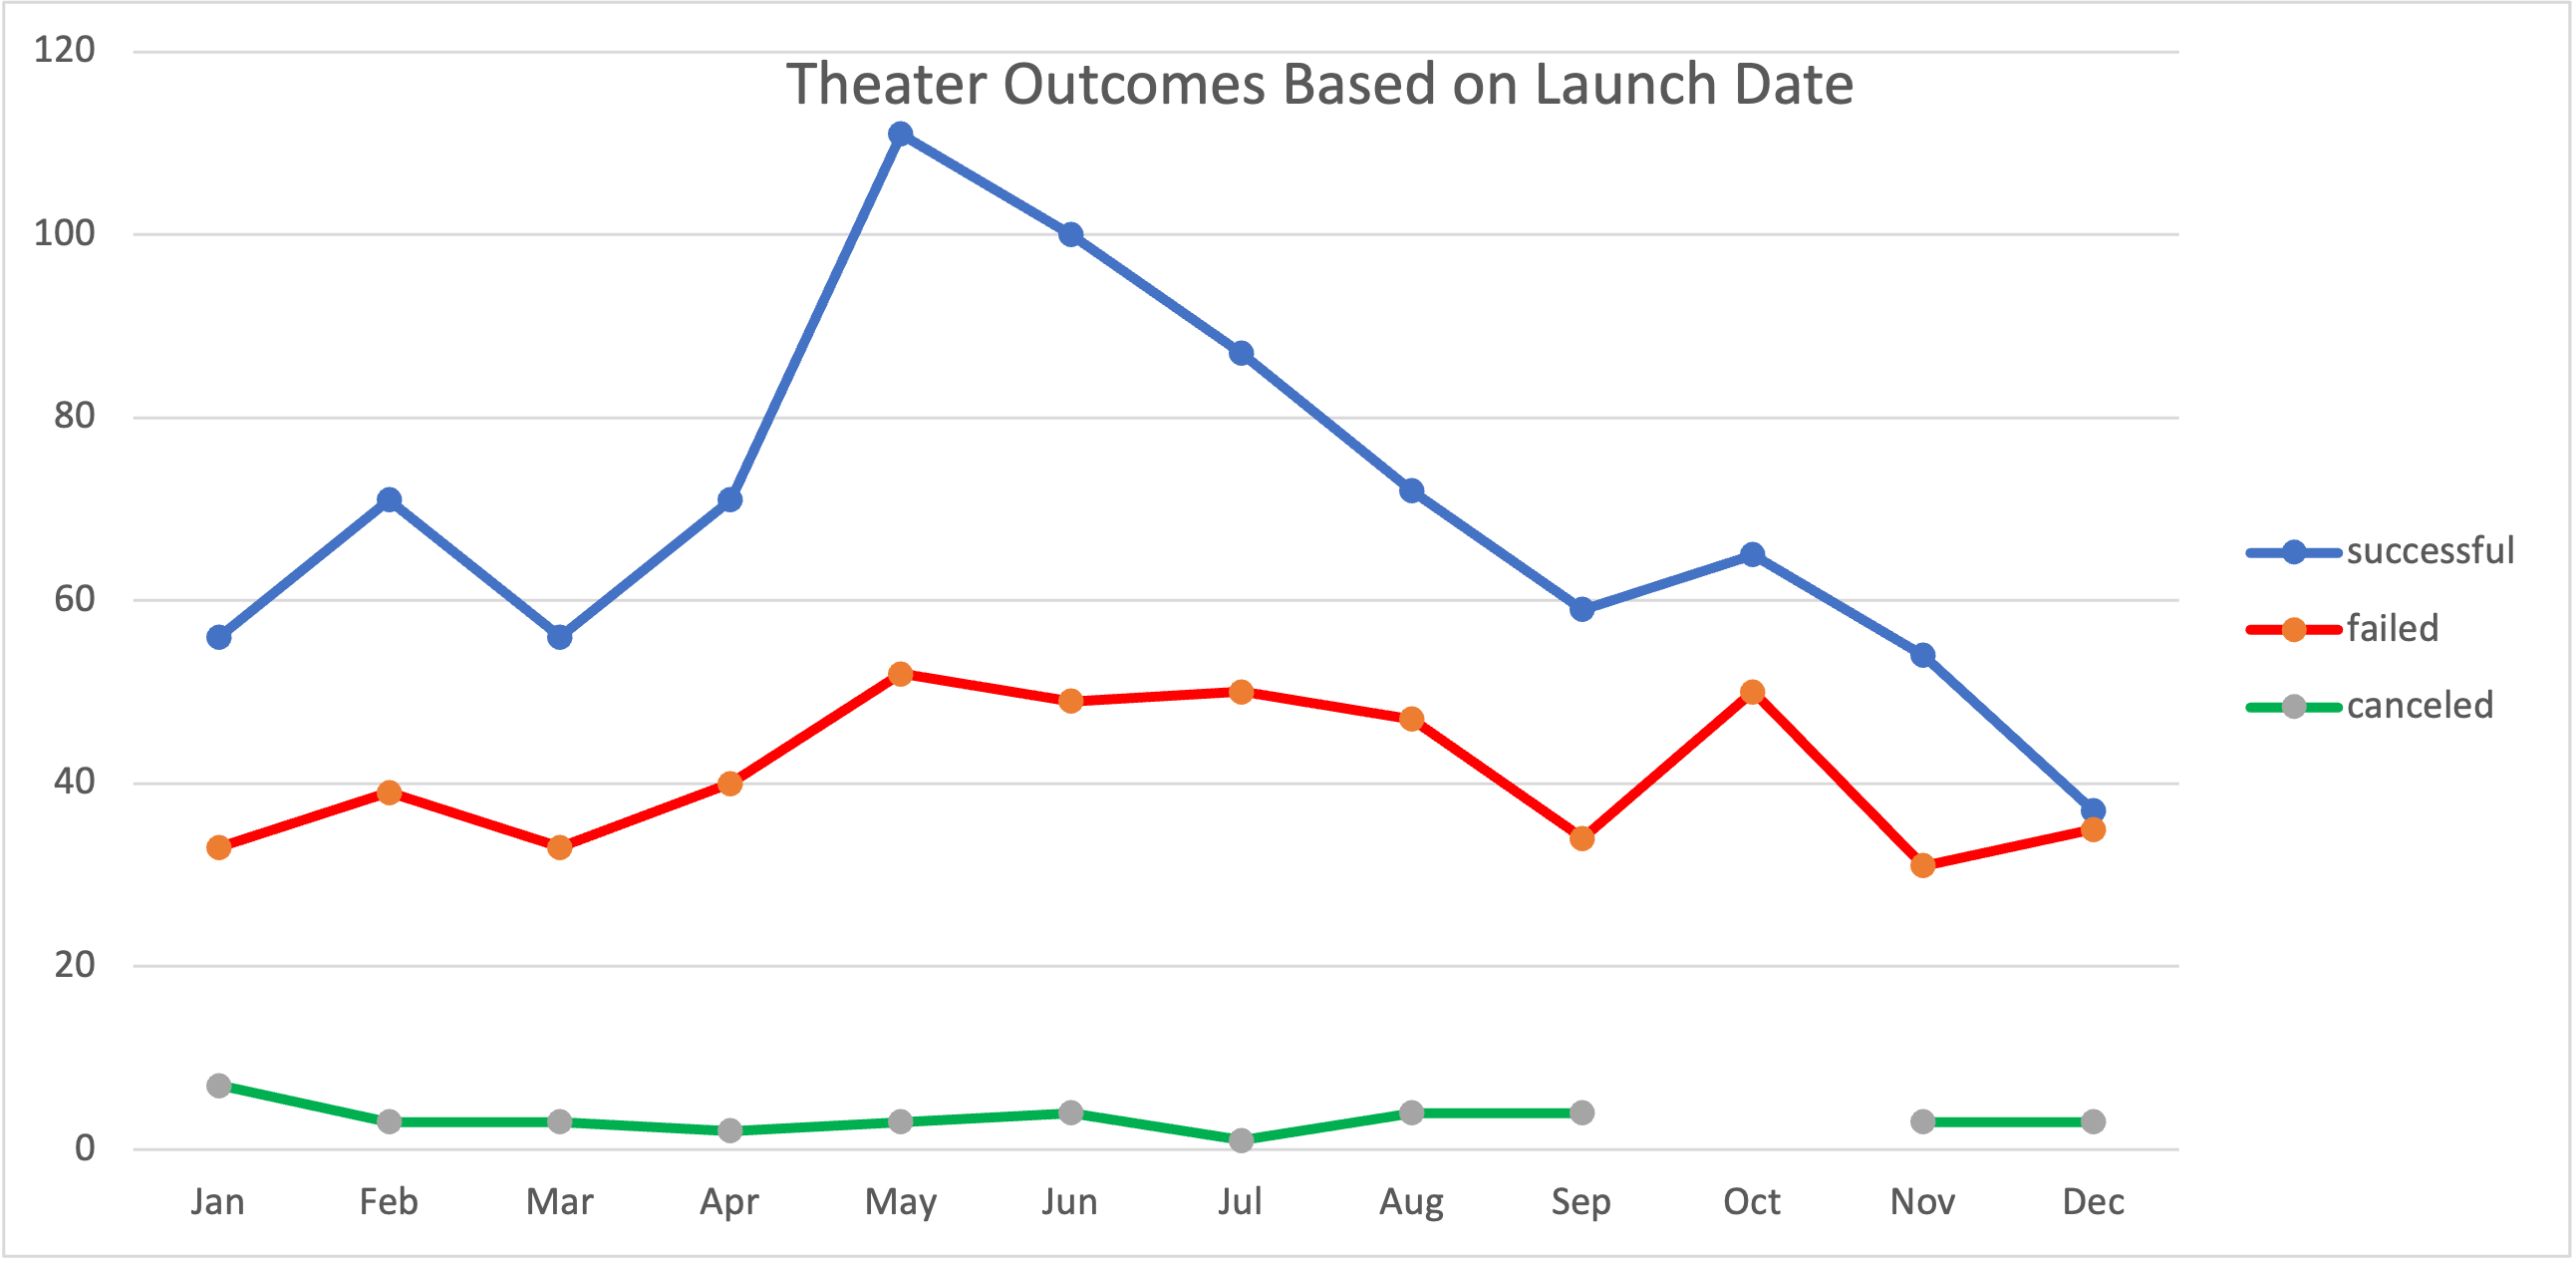 Theater Outcomes Based on Launch Date
120
100
80
60
40
20
0
Jan Feb Mar Apr May Jun Jul Aug Sep Oct Nov Dec
successful
failed
canceled